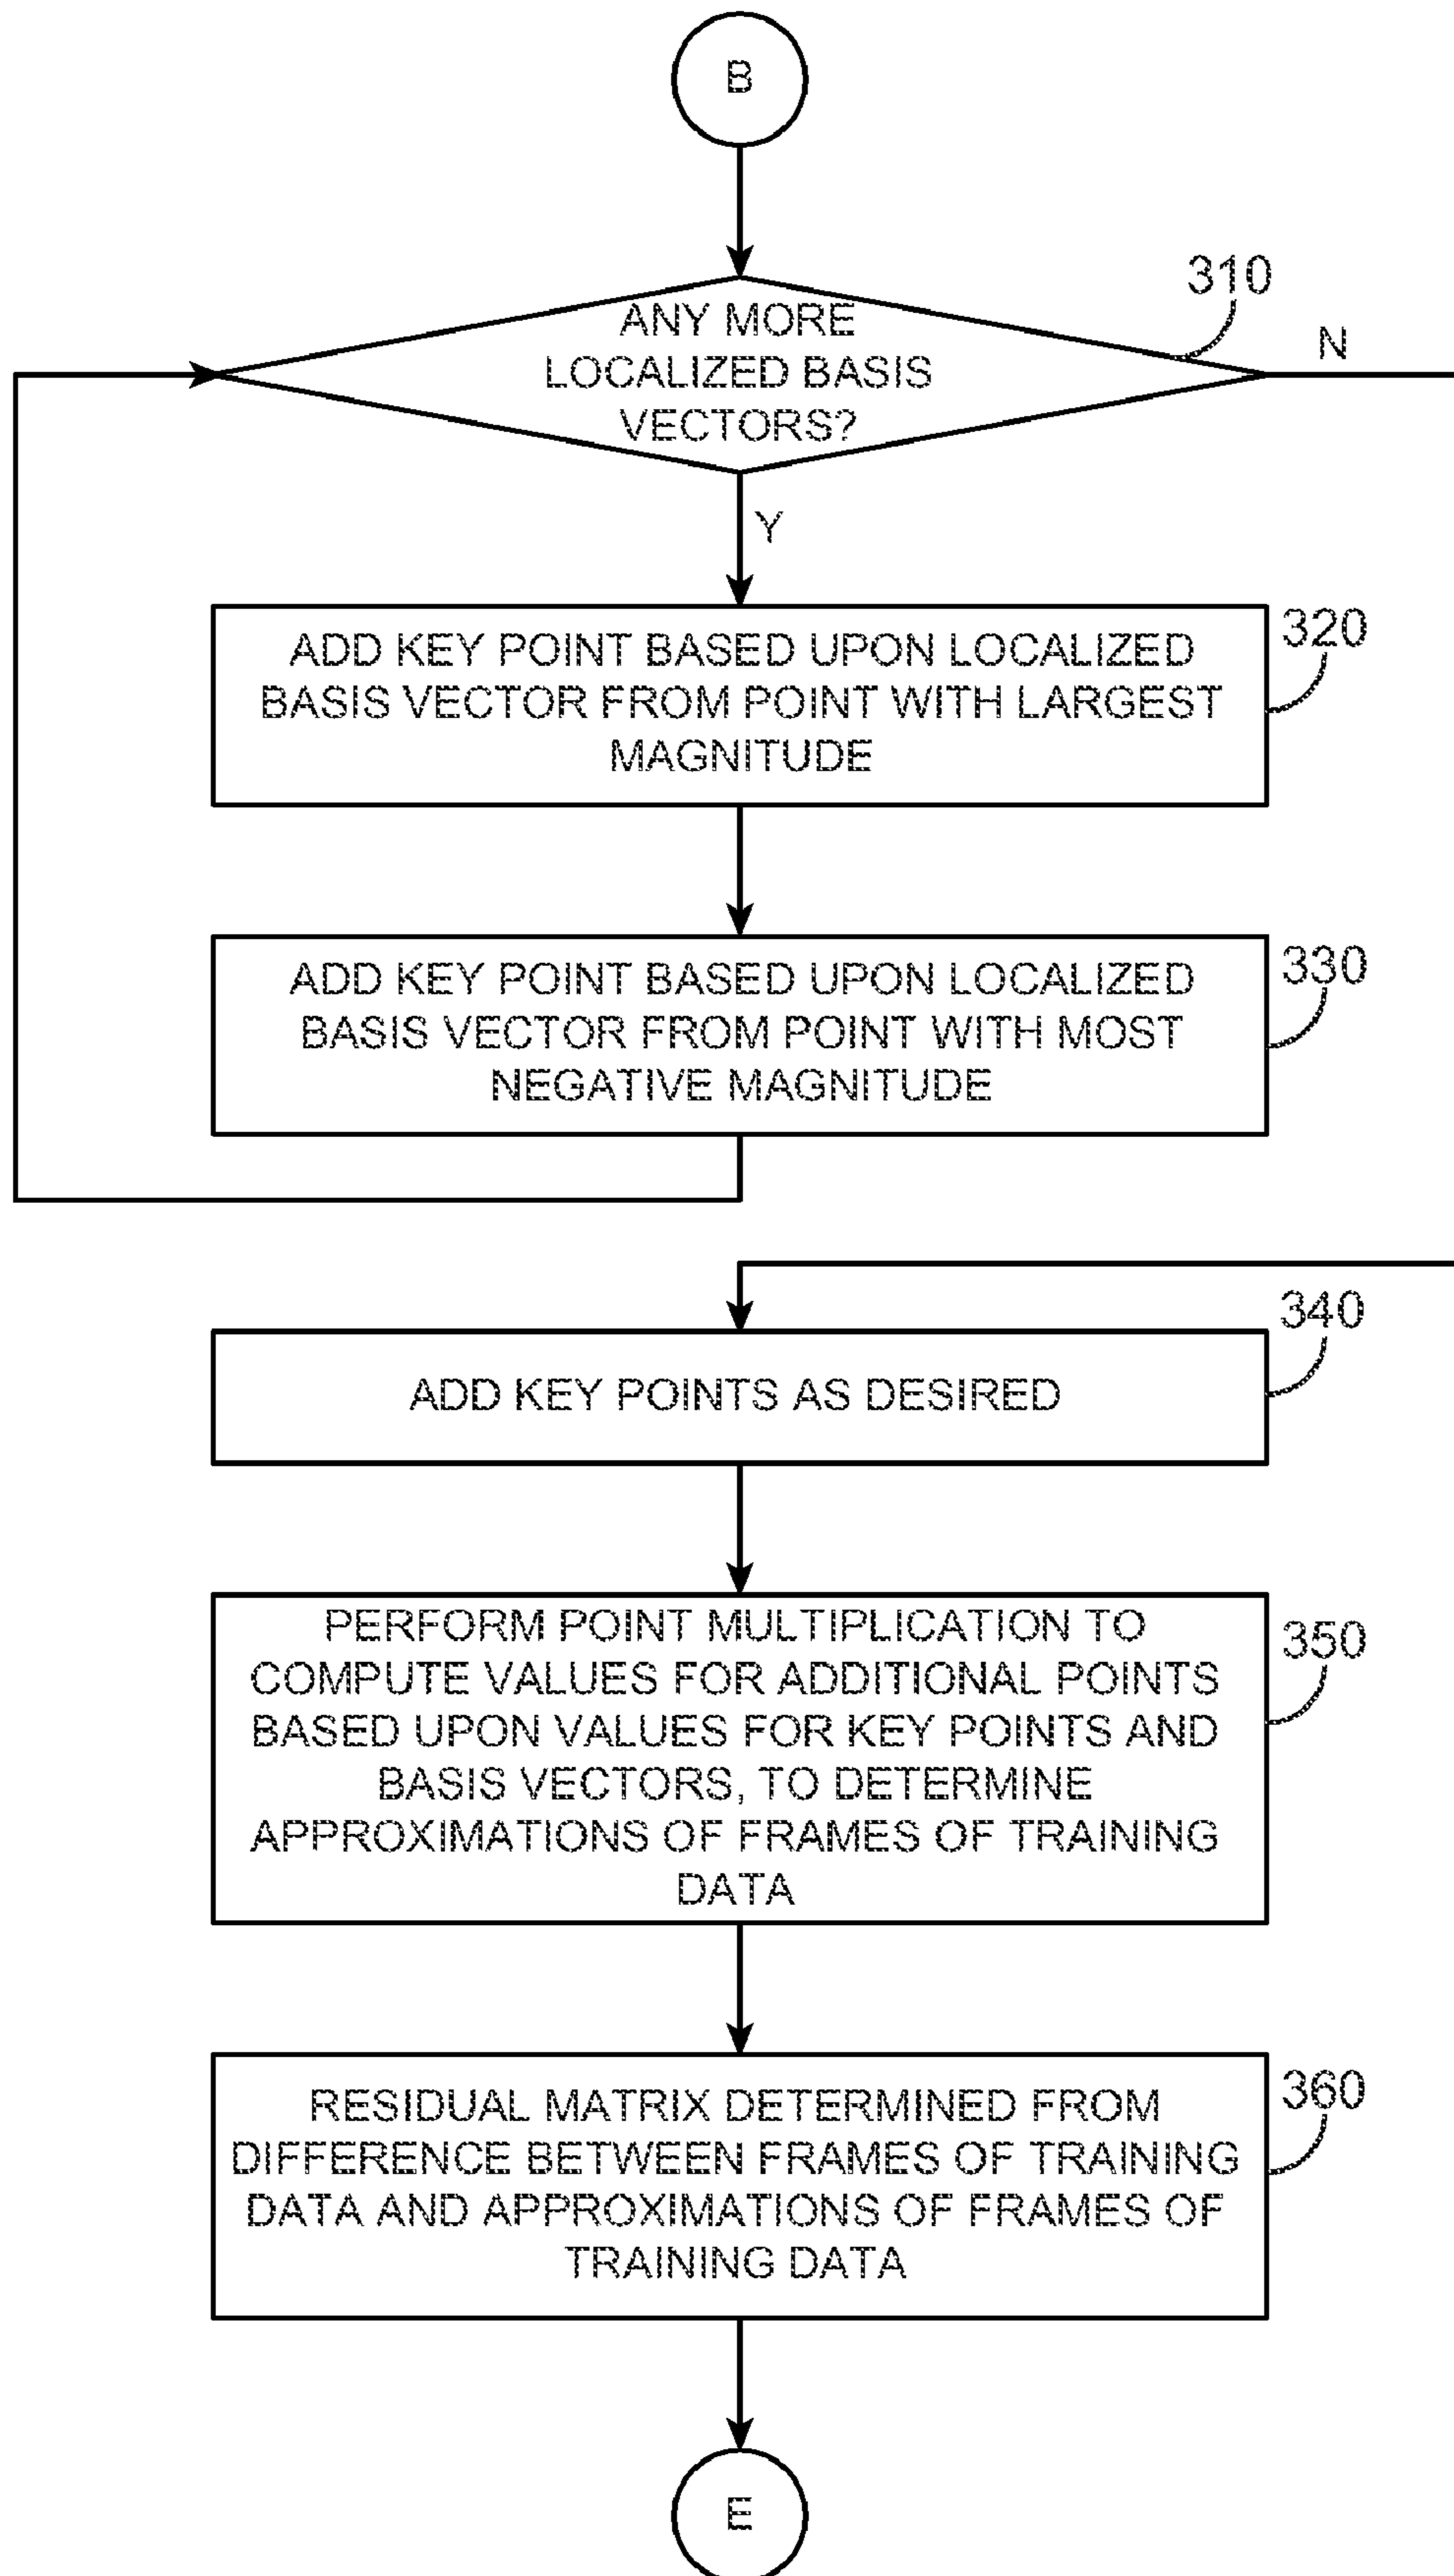 B
310
ANY MORE
LOCALIZED BASIS
VECTORS?
N
Y
320
ADD KEY POINT BASED UPON LOCALIZED
BASIS VECTOR FROM POINT WITH LARGEST
MAGNITUDE
330
ADD KEY POINT BASED UPON LOCALIZED
BASIS VECTOR FROM POINT WITH MOST
NEGATIVE MAGNITUDE
340
ADD KEY POINTS AS DESIRED
350
PERFORM POINT MULTIPLICATION TO
COMPUTE VALUES FOR ADDITIONAL POINTS
BASED UPON VALUES FOR KEY POINTS AND
BASIS VECTORS, TO DETERMINE
APPROXIMATIONS OF FRAMES OF TRAINING
DATA
360
RESIDUAL MATRIX DETERMINED FROM
DIFFERENCE BETWEEN FRAMES OF TRAINING
DATA AND APPROXIMATIONS OF FRAMES OF
TRAINING DATA
E